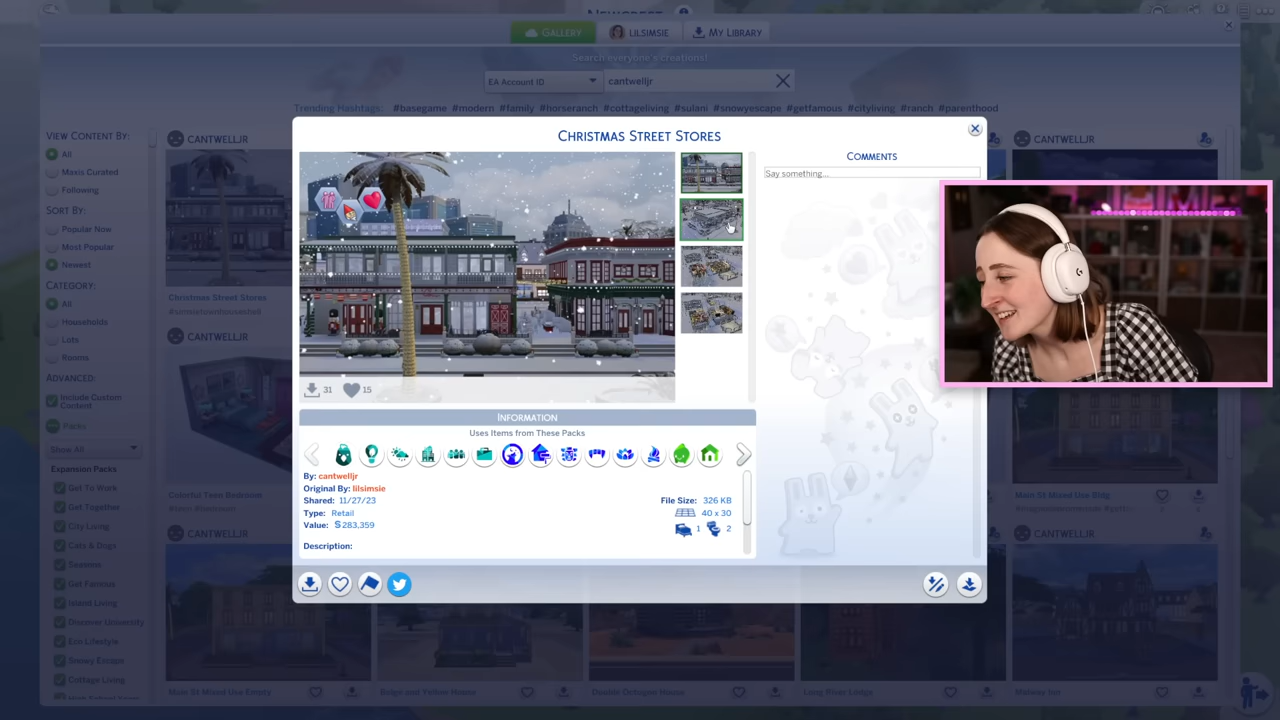 NEWCREST
GALLERY
LILSIMSIE
MY LIBRARY
Search everyone's creations!
EA Account ID
cantwelljr
Trending Hashtags: #basegame #modern #family #horseranch #cottageliving #sulani #snowyescape #getfamous #cityliving #ranch #parenthood
VIEW CONTENT BY:
All
Maxis Curated
Following
SORT BY:
Popular Now
Most Popular
Newest
CATEGORY:
All
Households
Lots
Rooms
ADVANCED:
Include Custom
Content
Packs
Show All
Expansion Packs
Get To Work
Get Together
City Living
Cats & Dogs
Seasons
Get Famous
Island Living
Discover University
Eco Lifestyle
Snowy Escape
Cottage Living
CANTWELLJR
Christmas Street Stores
CANTWELLJR
Colorful Teen Bedroom
CANTWELLJR
Main St Mixed Use Empty
CHRISTMAS STREET STORES
31
15
COMMENTS
Say something...
INFORMATION
Uses Items from These Packs
By: cantwelljr
Original By: lilsimsie
Shared: 11/27/23
Type: Retail
Value: §283,359
File Size: 326 KB
40 x 30
1
2
Description:
CANTWELLJR
Main St Mixed Use Bldg
CANTWELLJR
Beige and Yellow House
Double Octagon House
Long River Lodge
Midway Inn